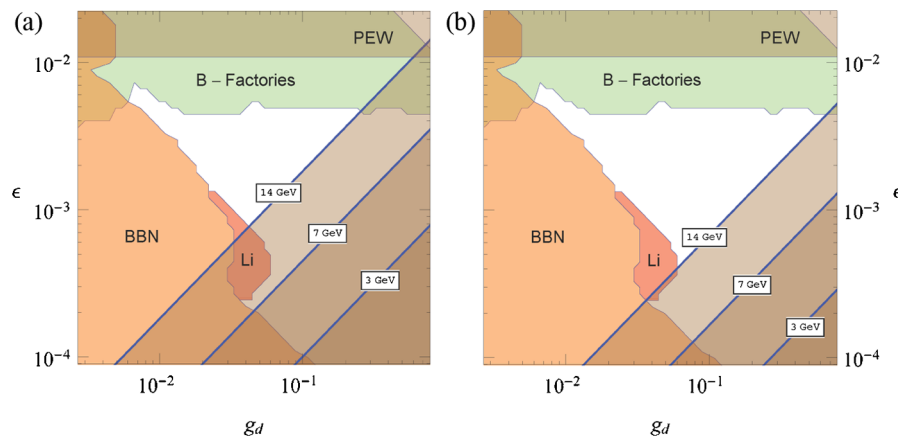 (a)
PEW
10⁻²
B – Factories
14 GeV
10⁻³
ϵ
7 GeV
BBN
Li
3 GeV
10⁻⁴
10⁻²
10⁻¹
g_d
(b)
PEW
10⁻²
B – Factories
14 GeV
10⁻³
ϵ
BBN
Li
7 GeV
3 GeV
10⁻⁴
10⁻²
10⁻¹
g_d